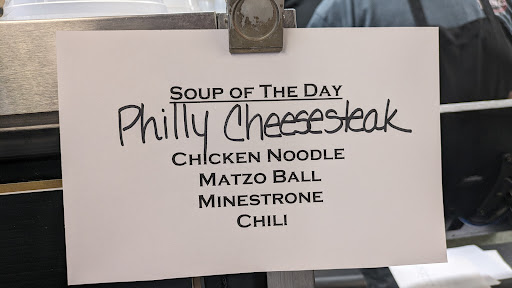 Soup of The Day
Philly Cheesesteak
Chicken Noodle
Matzo Ball
Minestrone
Chili